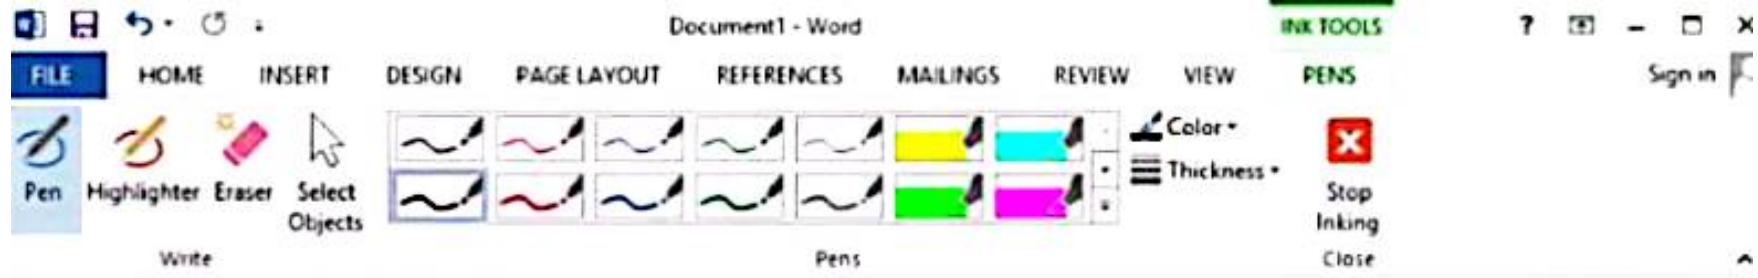 Document1 - Word
INK TOOLS
?
FILE HOME INSERT DESIGN PAGE LAYOUT REFERENCES MAILINGS REVIEW VIEW PENS Sign in
Color
Thickness
Pen Highlighter Eraser Select Objects
Stop Inking
Write Pens Close